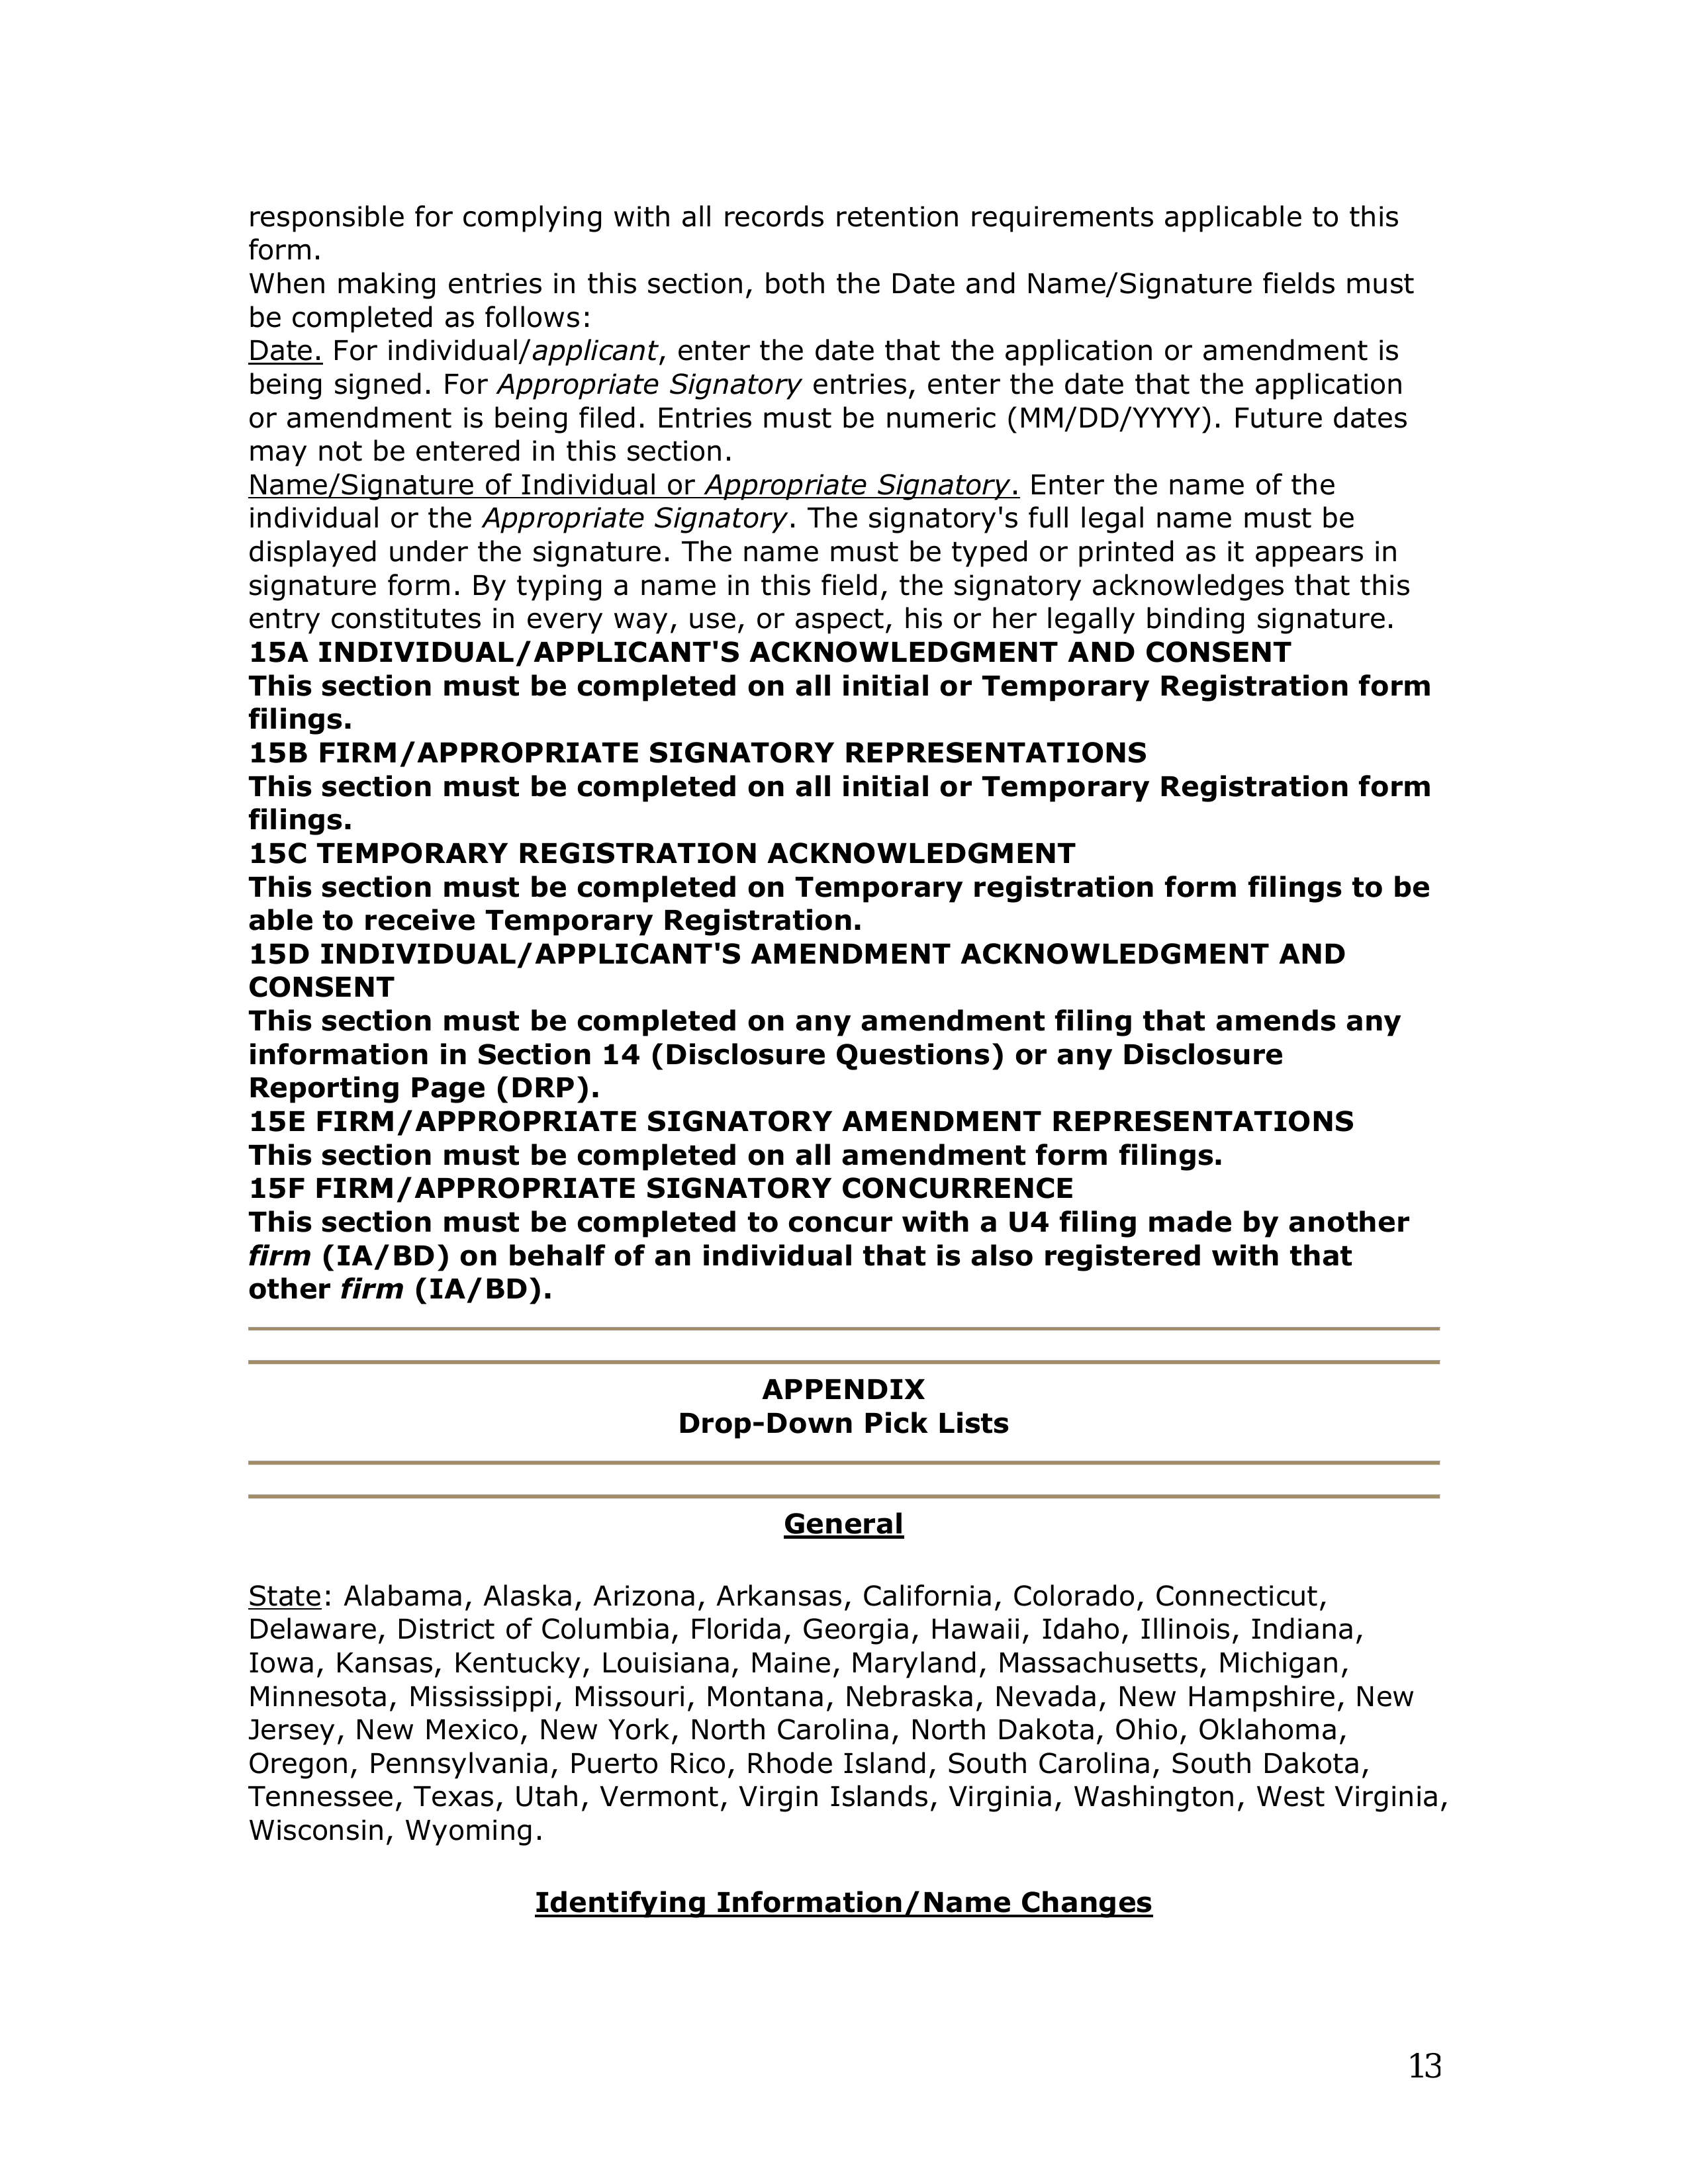 responsible for complying with all records retention requirements applicable to this
form.
When making entries in this section, both the Date and Name/Signature fields must
be completed as follows:
Date. For individual/applicant, enter the date that the application or amendment is
being signed. For Appropriate Signatory entries, enter the date that the application
or amendment is being filed. Entries must be numeric (MM/DD/YYYY). Future dates
may not be entered in this section.
Name/Signature of Individual or Appropriate Signatory. Enter the name of the
individual or the Appropriate Signatory. The signatory's full legal name must be
displayed under the signature. The name must be typed or printed as it appears in
signature form. By typing a name in this field, the signatory acknowledges that this
entry constitutes in every way, use, or aspect, his or her legally binding signature.
15A INDIVIDUAL/APPLICANT'S ACKNOWLEDGMENT AND CONSENT
This section must be completed on all initial or Temporary Registration form
filings.
15B FIRM/APPROPRIATE SIGNATORY REPRESENTATIONS
This section must be completed on all initial or Temporary Registration form
filings.
15C TEMPORARY REGISTRATION ACKNOWLEDGMENT
This section must be completed on Temporary registration form filings to be
able to receive Temporary Registration.
15D INDIVIDUAL/APPLICANT'S AMENDMENT ACKNOWLEDGMENT AND
CONSENT
This section must be completed on any amendment filing that amends any
information in Section 14 (Disclosure Questions) or any Disclosure
Reporting Page (DRP).
15E FIRM/APPROPRIATE SIGNATORY AMENDMENT REPRESENTATIONS
This section must be completed on all amendment form filings.
15F FIRM/APPROPRIATE SIGNATORY CONCURRENCE
This section must be completed to concur with a U4 filing made by another
firm (IA/BD) on behalf of an individual that is also registered with that
other firm (IA/BD).
APPENDIX
Drop-Down Pick Lists
General
State: Alabama, Alaska, Arizona, Arkansas, California, Colorado, Connecticut,
Delaware, District of Columbia, Florida, Georgia, Hawaii, Idaho, Illinois, Indiana,
Iowa, Kansas, Kentucky, Louisiana, Maine, Maryland, Massachusetts, Michigan,
Minnesota, Mississippi, Missouri, Montana, Nebraska, Nevada, New Hampshire, New
Jersey, New Mexico, New York, North Carolina, North Dakota, Ohio, Oklahoma,
Oregon, Pennsylvania, Puerto Rico, Rhode Island, South Carolina, South Dakota,
Tennessee, Texas, Utah, Vermont, Virgin Islands, Virginia, Washington, West Virginia,
Wisconsin, Wyoming.
Identifying Information/Name Changes
13